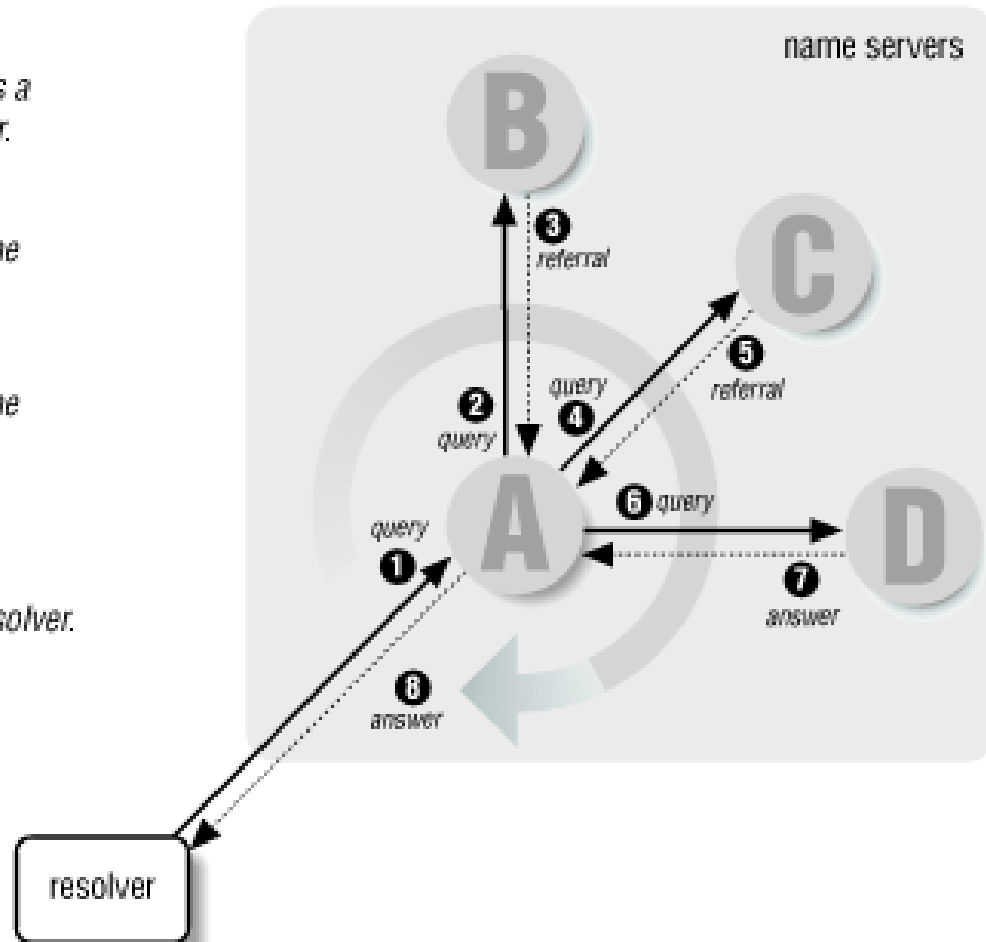 name servers
s a
r.
B
3
referral
ne
C
5
referral
query
4
2
query
ne
A
6 query
D
query
1
7
answer
solver.
8
answer
resolver